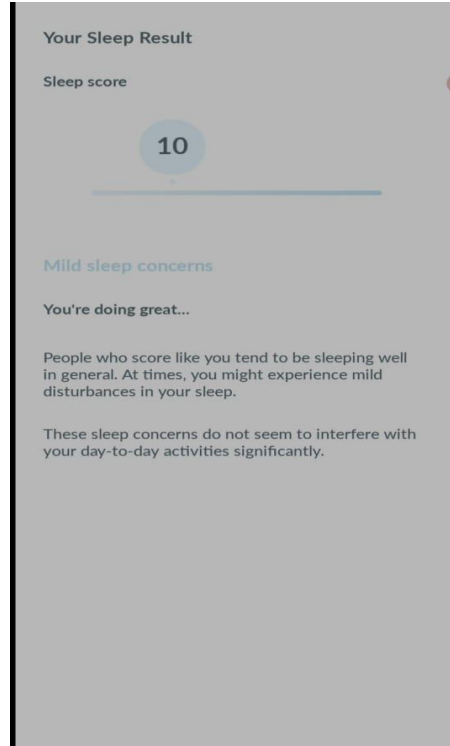 Your Sleep Result
Sleep score
10
Mild sleep concerns
You're doing great...
People who score like you tend to be sleeping well
in general. At times, you might experience mild
disturbances in your sleep.
These sleep concerns do not seem to interfere with
your day-to-day activities significantly.